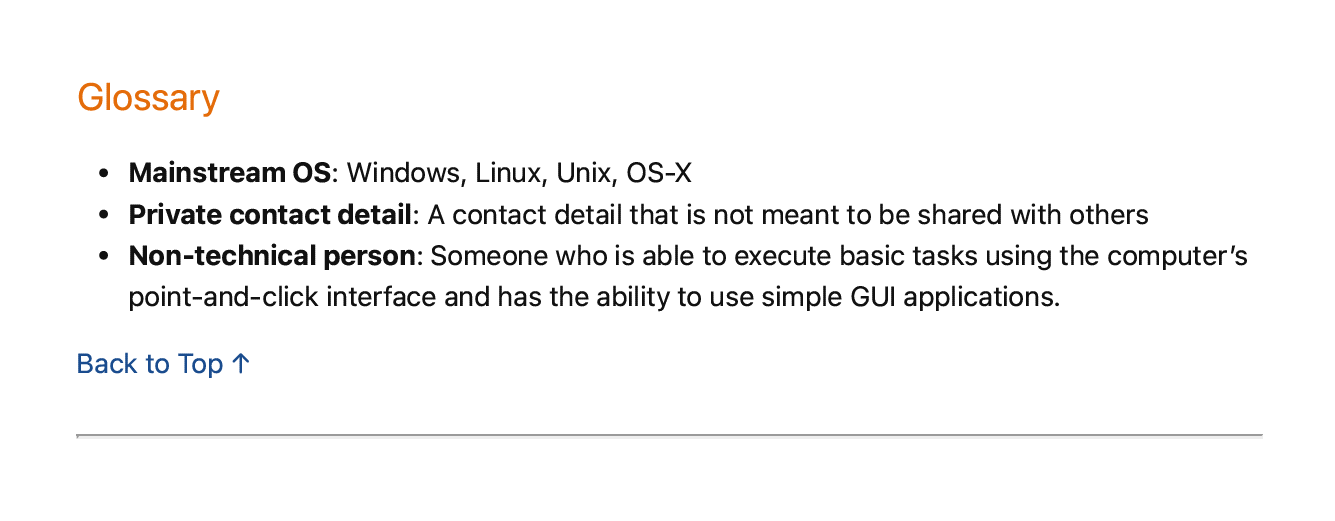 Glossary
• Mainstream OS: Windows, Linux, Unix, OS-X
• Private contact detail: A contact detail that is not meant to be shared with others
• Non-technical person: Someone who is able to execute basic tasks using the computer’s
point-and-click interface and has the ability to use simple GUI applications.
Back to Top ↑